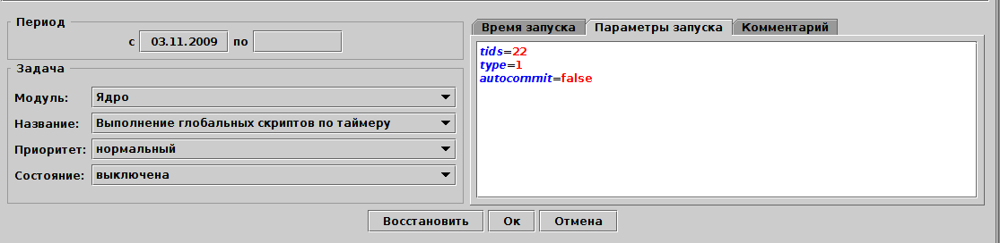 Период
с 03.11.2009 по
Задача
Модуль: Ядро
Название: Выполнение глобальных скриптов по таймеру
Приоритет: нормальный
Состояние: выключена
Время запуска Параметры запуска Комментарий
tids=22
type=1
autocommit=false
Восстановить Ок Отмена